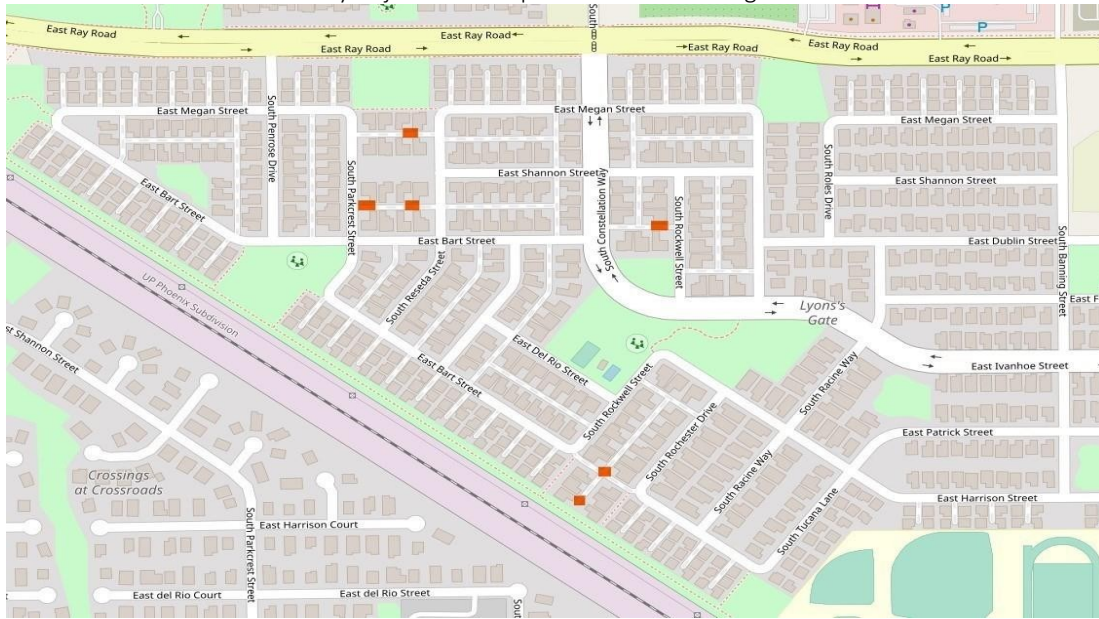 East Ray Road
East Ray Road
East Ray Road
East Ray Road
East Ray Road
East Ray Road
South
P
P
East Megan Street
East Megan Street
East Megan Street
South Penrose Drive
South Parkcrest Street
East Shannon Street
East Shannon Street
South Constellation Way
South Rockwell Street
South Roles Drive
East Bart Street
East Bart Street
East Dublin Street
South Banning Street
South Reseda Street
UP Phoenix Subdivision
Lyons's
Gate
East F
st Shannon Street
East Bart Street
East Del Rio Street
South Rockwell Street
South Racine Way
East Ivanhoe Street
South Rochester Drive
East Patrick Street
South Racine Way
Crossings
at Crossroads
South Tucana Lane
East Harrison Street
East Harrison Court
South Parkcrest Street
East del Rio Court
East del Rio Street
Sout